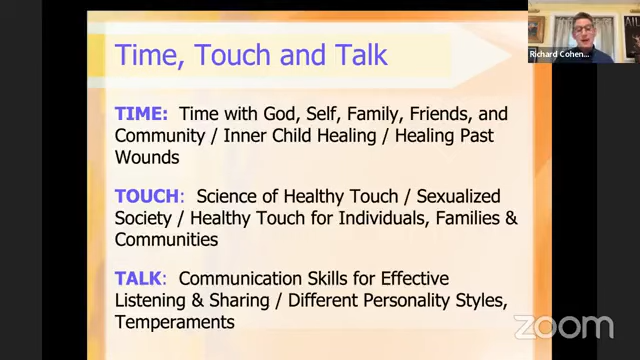 Time, Touch and Talk
Richard Cohen...
TIME: Time with God, Self, Family, Friends, and
Community / Inner Child Healing / Healing Past
Wounds
TOUCH: Science of Healthy Touch / Sexualized
Society / Healthy Touch for Individuals, Families &
Communities
TALK: Communication Skills for Effective
Listening & Sharing / Different Personality Styles,
Temperaments
zoom